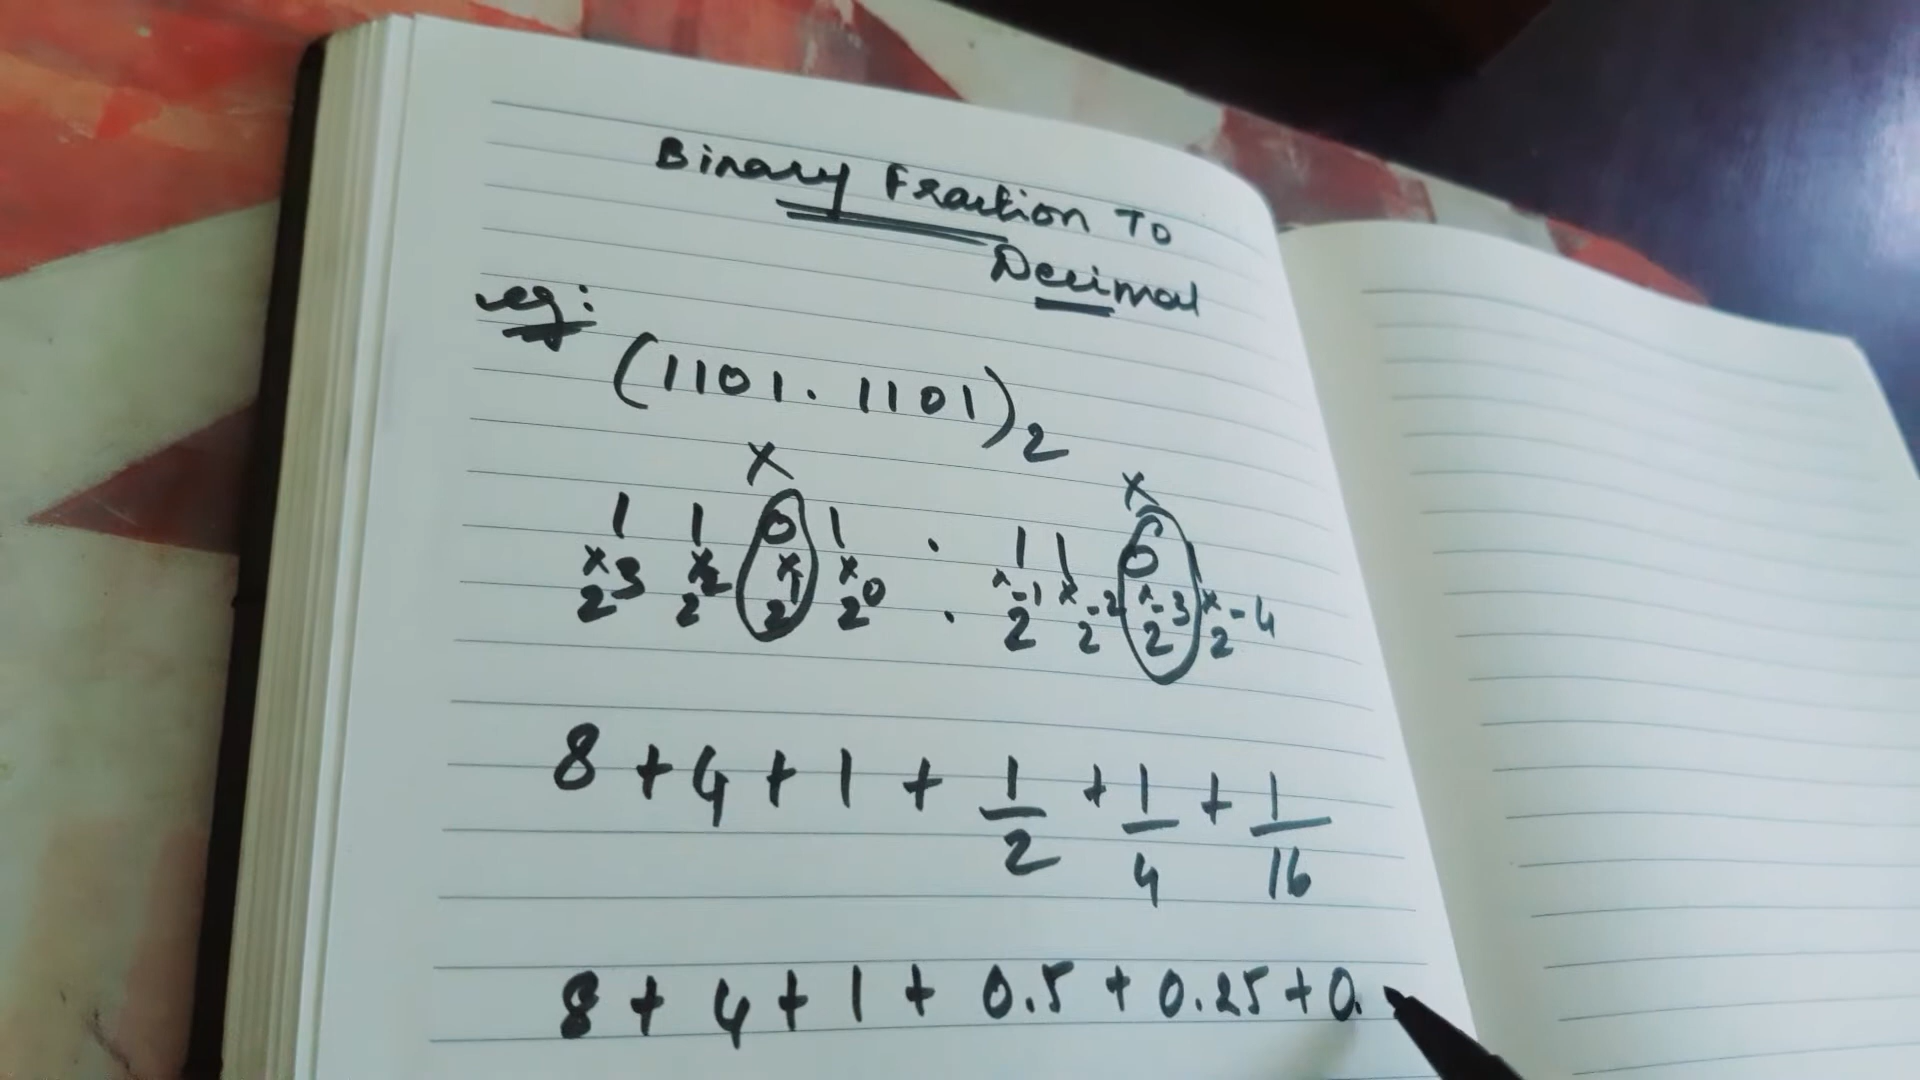 Binary Fraction To
Decimal
eg:
(1101.1101)2
x x
1 1 0 1 . 1 1 0 1
x x x x x x x x
2^3 2^2 2^1 2^0 . 2^-1 2^-2 2^-3 2^-4
8 + 4 + 1 + 1/2 + 1/4 + 1/16
8 + 4 + 1 + 0.5 + 0.25 + 0.